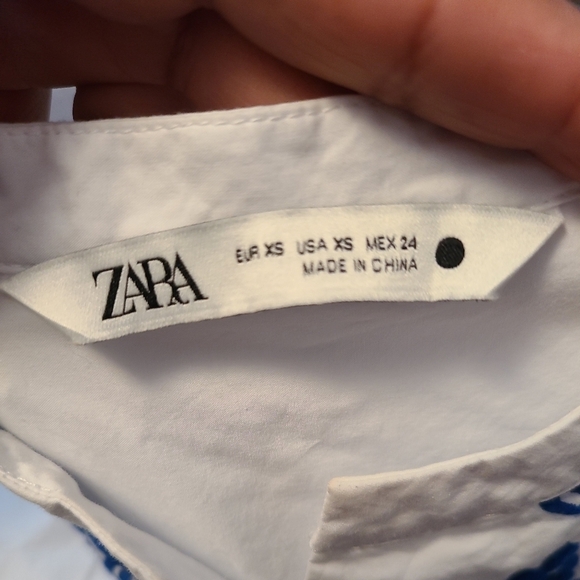 ZARA
EUR XS USA XS MEX 24
MADE IN CHINA